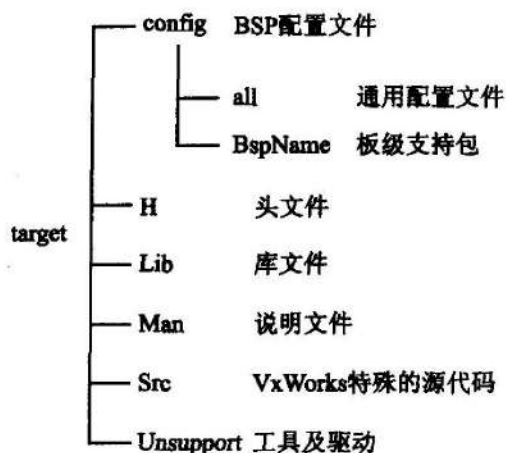 config BSP配置文件
all 通用配置文件
BspName 板级支持包
H 头文件
target
Lib 库文件
Man 说明文件
Src VxWorks特殊的源代码
Unsupport 工具及驱动